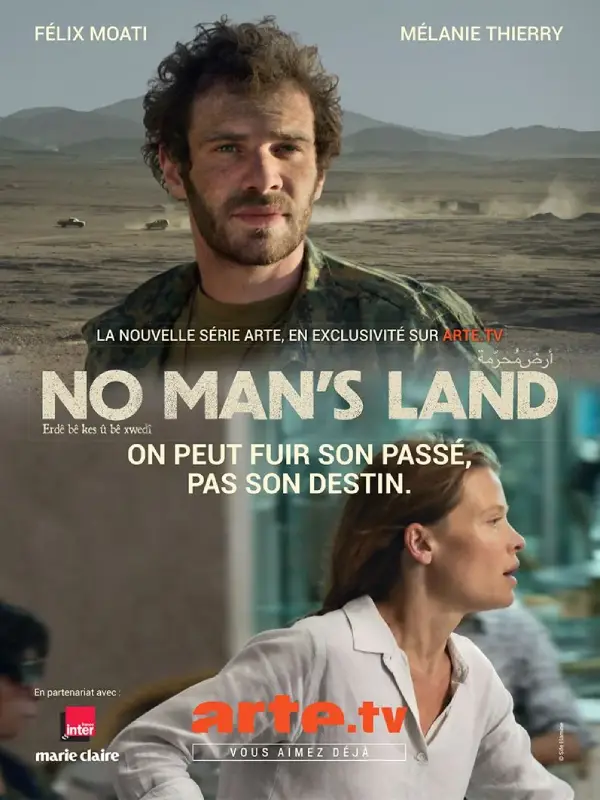 FÉLIX MOATI
MÉLANIE THIERRY
LA NOUVELLE SÉRIE ARTE, EN EXCLUSIVITÉ SUR ARTE.TV
أرض مُحرّمة
NO MAN'S LAND
Erdê bê kes û bê xwedî
ON PEUT FUIR SON PASSÉ,
PAS SON DESTIN.
En partenariat avec :
france
inter
marie claire
arte.tv
VOUS AIMEZ DÉJÀ